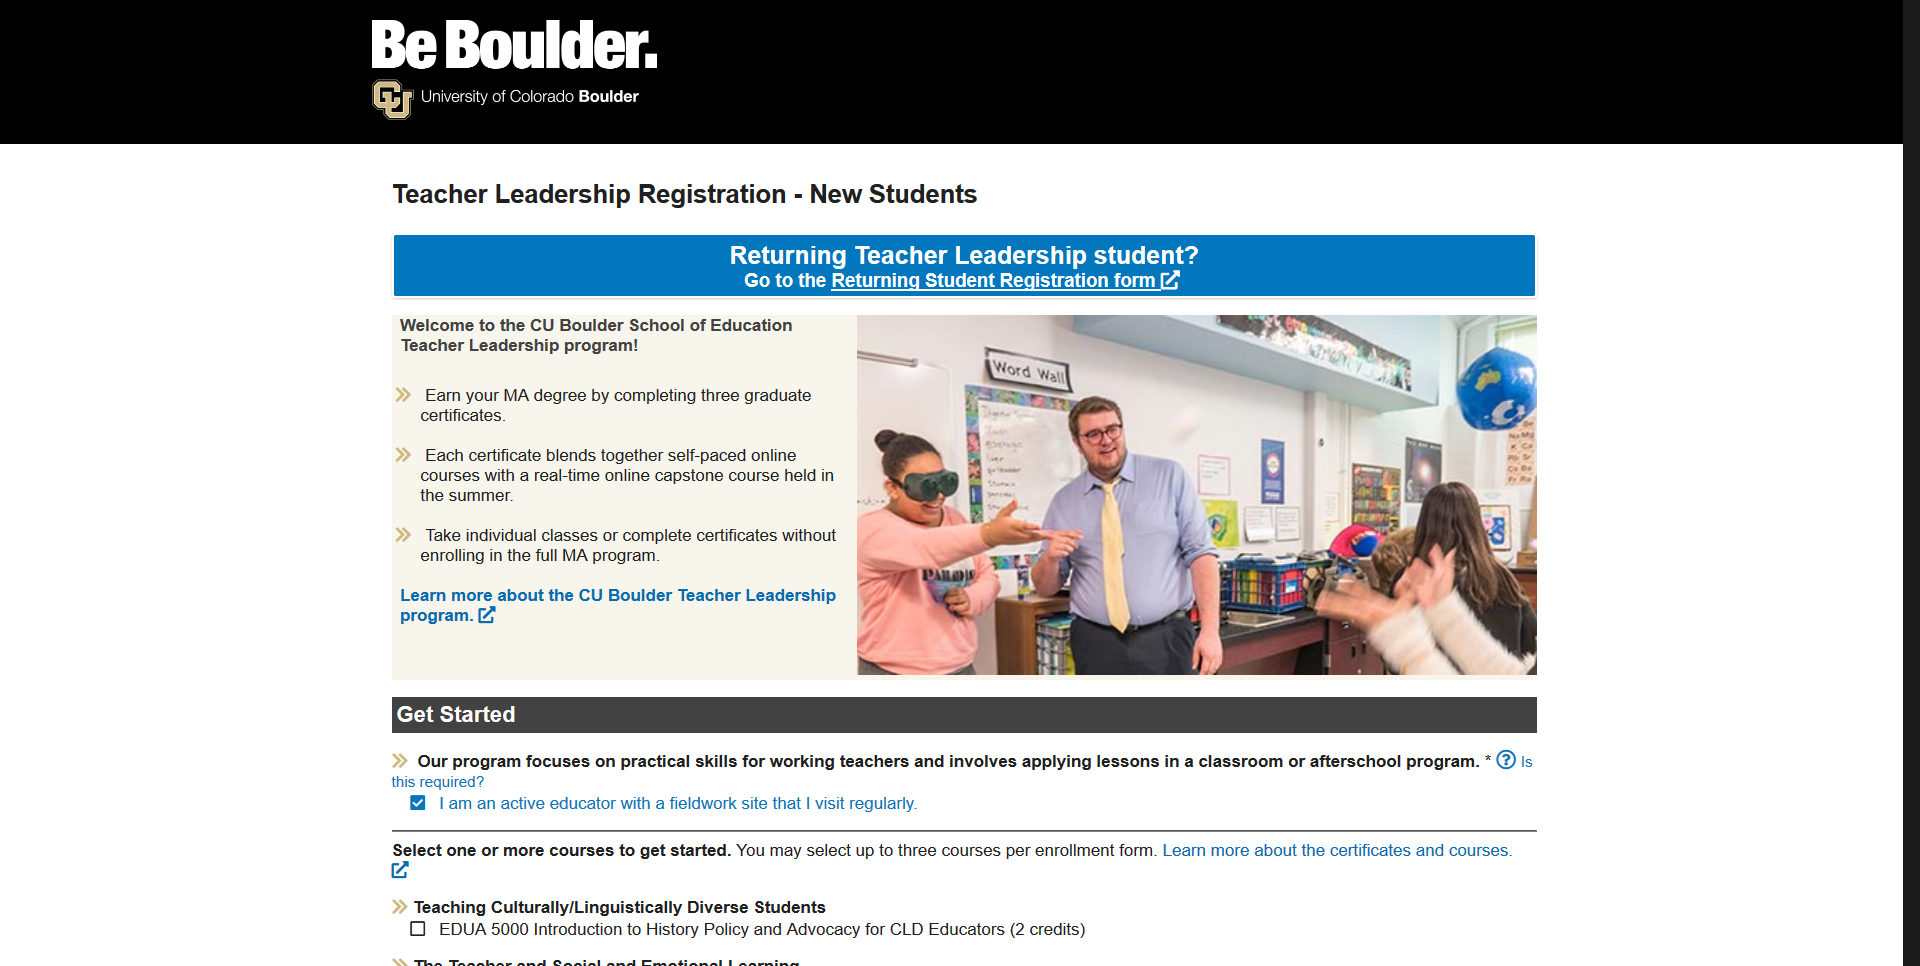 Be Boulder.
University of Colorado Boulder
Teacher Leadership Registration - New Students
Returning Teacher Leadership student?
Go to the Returning Student Registration form
Welcome to the CU Boulder School of Education
Teacher Leadership program!
Earn your MA degree by completing three graduate
certificates.
Each certificate blends together self-paced online
courses with a real-time online capstone course held in
the summer.
Take individual classes or complete certificates without
enrolling in the full MA program.
Learn more about the CU Boulder Teacher Leadership
program.
Word Wall
Get Started
Our program focuses on practical skills for working teachers and involves applying lessons in a classroom or afterschool program. * Is
this required?
I am an active educator with a fieldwork site that I visit regularly.
Select one or more courses to get started. You may select up to three courses per enrollment form. Learn more about the certificates and courses.
Teaching Culturally/Linguistically Diverse Students
EDUA 5000 Introduction to History Policy and Advocacy for CLD Educators (2 credits)
The Teacher and Social and Emotional Learning